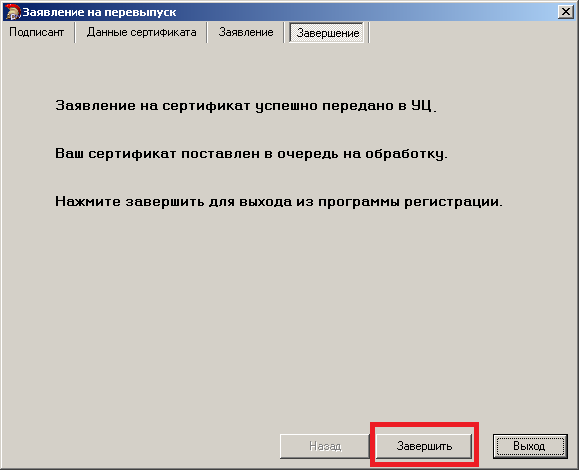 Заявление на перевыпуск
Подписант Данные сертификата Заявление Завершение
Заявление на сертификат успешно передано в УЦ.
Ваш сертификат поставлен в очередь на обработку.
Нажмите завершить для выхода из программы регистрации.
Назад Завершить Выход